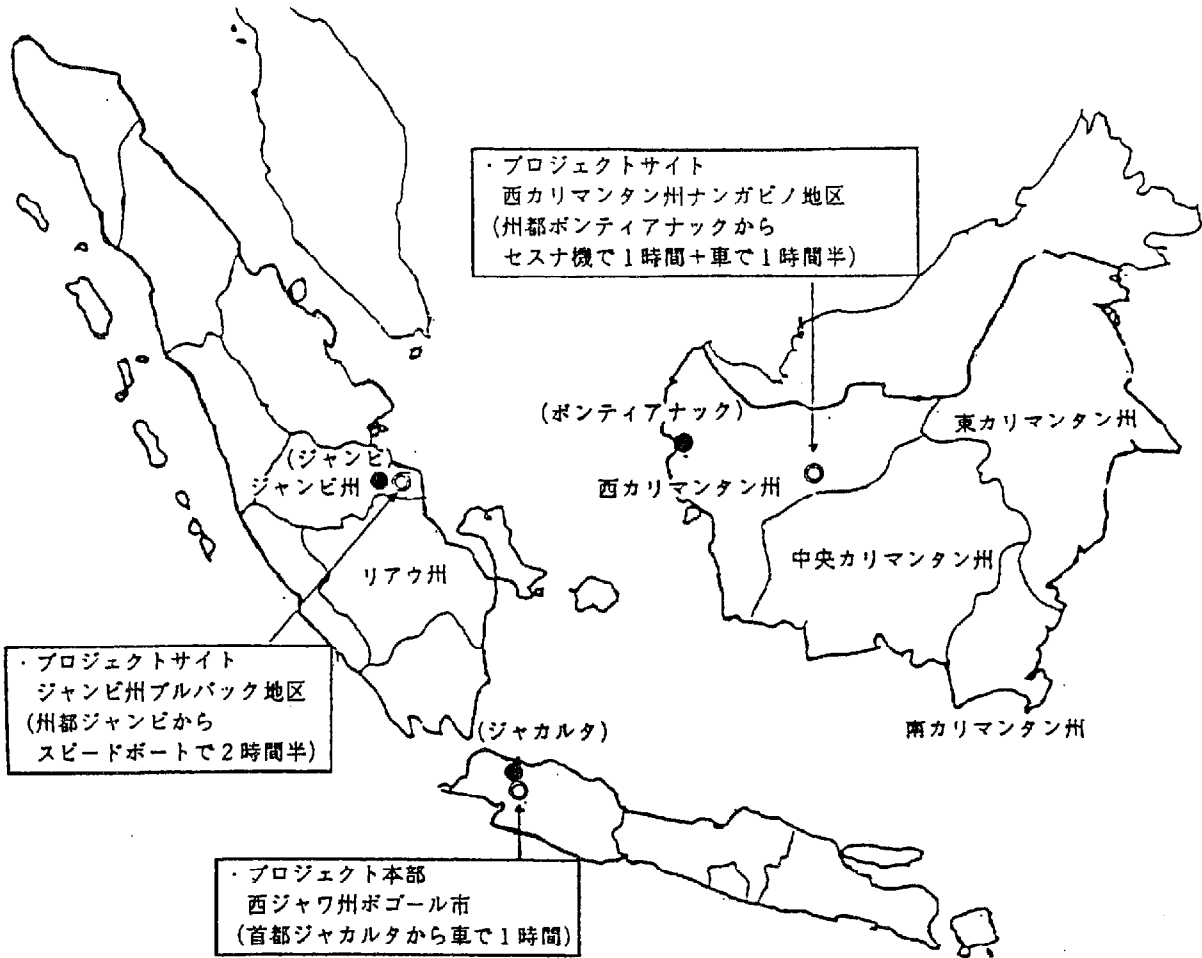 ・プロジェクトサイト
西カリマンタン州ナンガピノ地区
(州都ポンティアナックから
セスナ機で1時間+車で1時間半)
(ポンティアナック)
東カリマンタン州
(ジャンビ)
ジャンビ州
西カリマンタン州
中央カリマンタン州
リアウ州
・プロジェクトサイト
ジャンビ州ブルバック地区
(州都ジャンビから
スピードボートで2時間半)
南カリマンタン州
(ジャカルタ)
・プロジェクト本部
西ジャワ州ボゴール市
(首都ジャカルタから車で1時間)